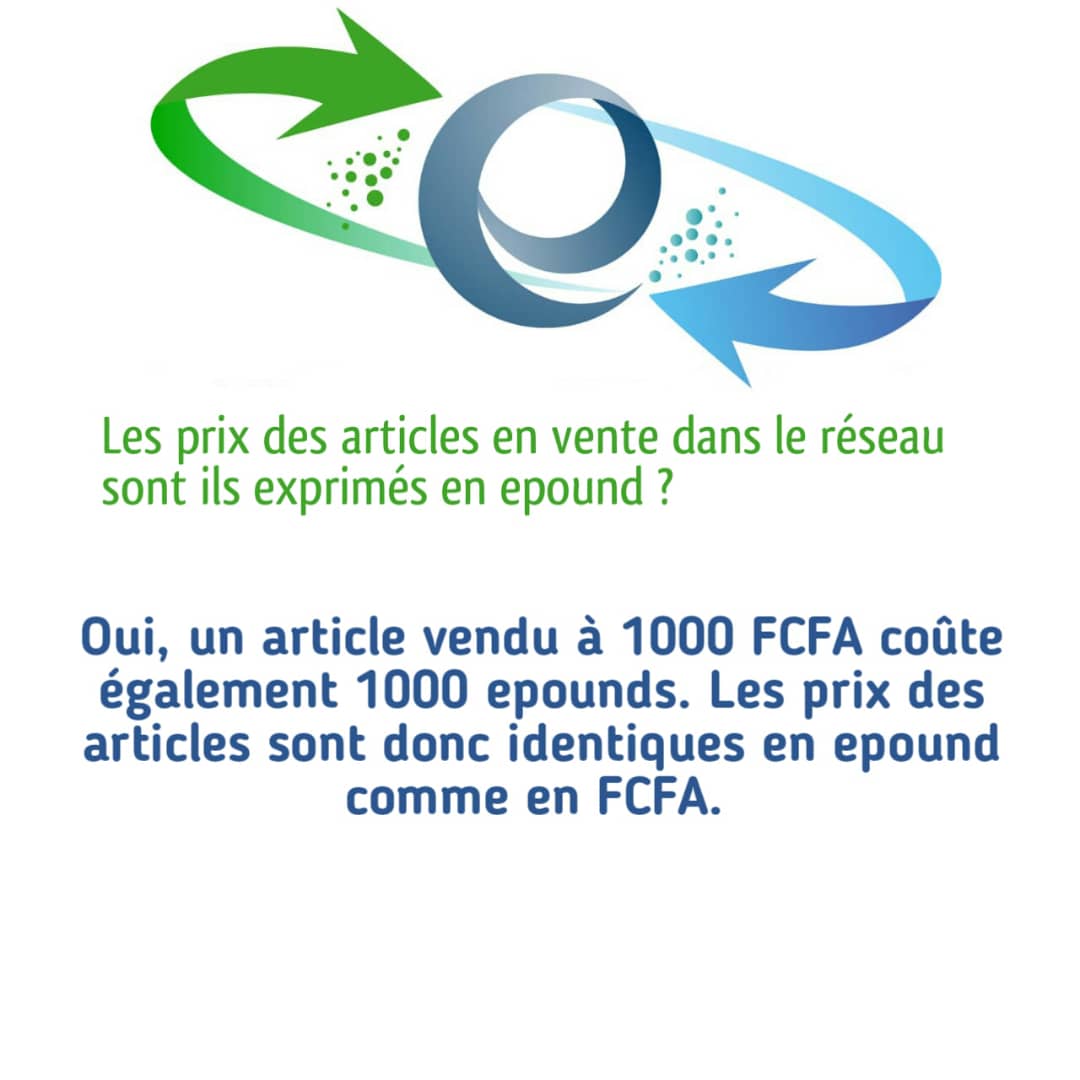 Les prix des articles en vente dans le réseau
sont ils exprimés en epound ?
Oui, un article vendu à 1000 FCFA coûte
également 1000 epounds. Les prix des
articles sont donc identiques en epound
comme en FCFA.